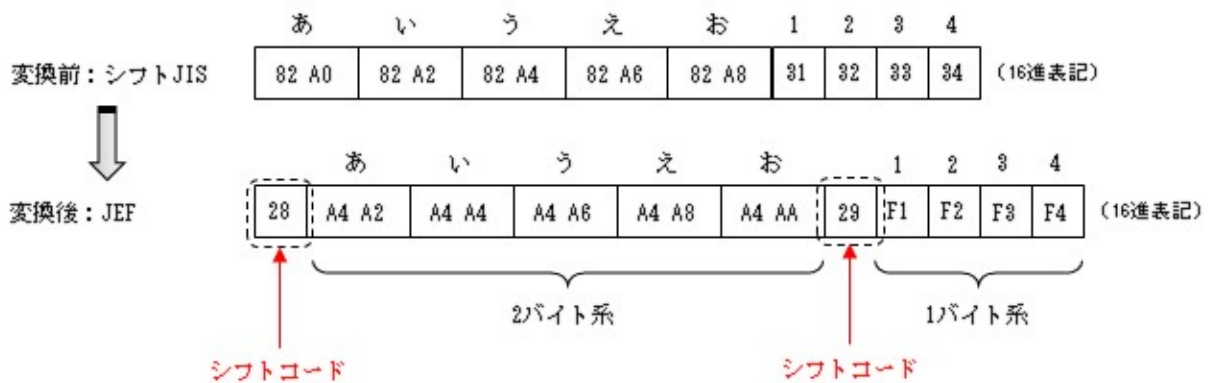 あ い う え お 1 2 3 4
変換前：シフトJIS 82 A0 82 A2 82 A4 82 A6 82 A8 31 32 33 34 (16進表記)
あ い う え お 1 2 3 4
変換後：JEF 28 A4 A2 A4 A4 A4 A6 A4 A8 A4 AA 29 F1 F2 F3 F4 (16進表記)
2バイト系 1バイト系
シフトコード シフトコード